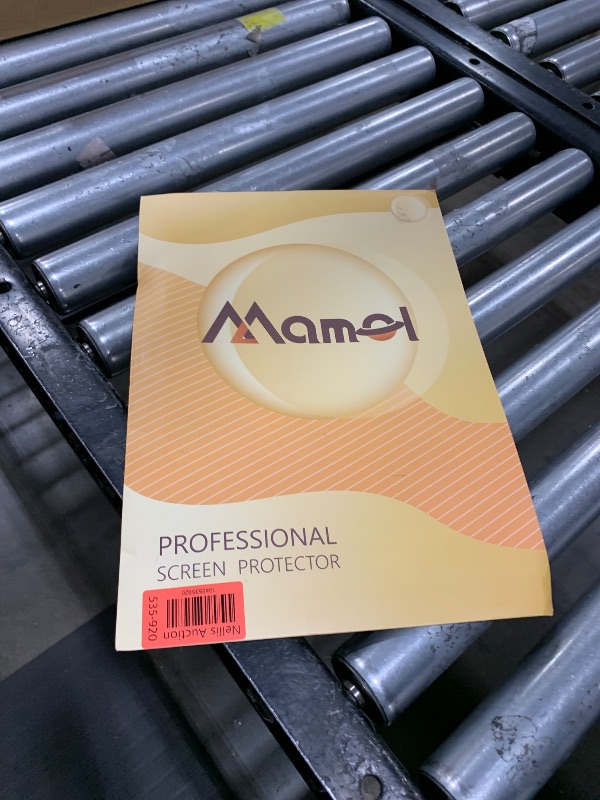 Mamol
PROFESSIONAL
SCREEN PROTECTOR
Nellis Auction
535-920